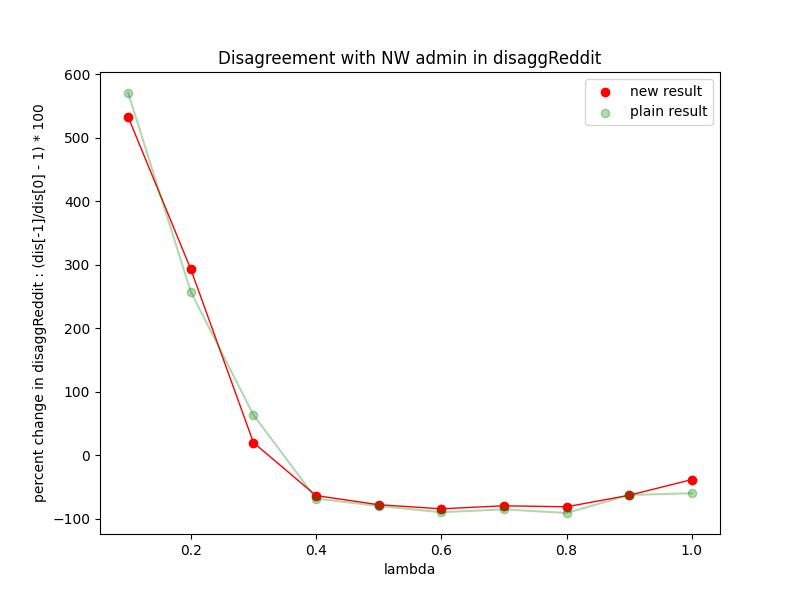 Disagreement with NW admin in disaggReddit
new result
plain result
percent change in disaggReddit : (dis[-1]/dis[0] - 1) * 100
600
500
400
300
200
100
0
−100
0.2 0.4 0.6 0.8 1.0
lambda